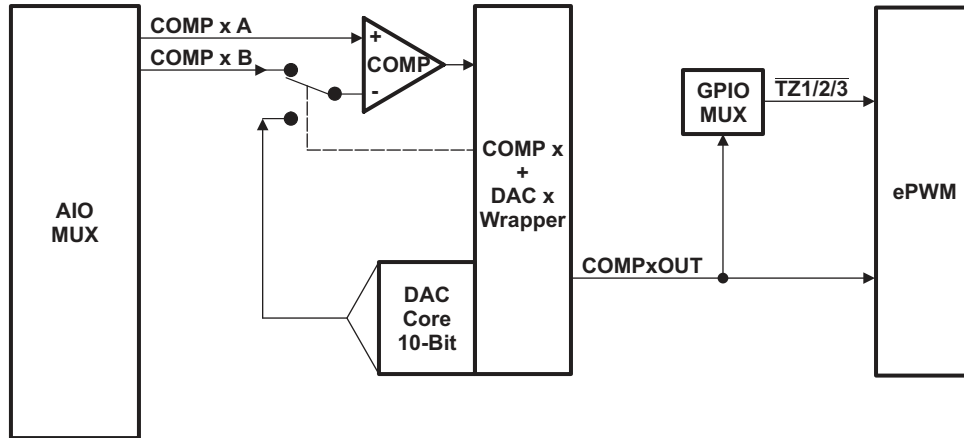 COMP x A
COMP x B
+
COMP
-
AIO
MUX
COMP x
+
DAC x
Wrapper
DAC
Core
10-Bit
COMPxOUT
GPIO
MUX
TZ1/2/3
ePWM